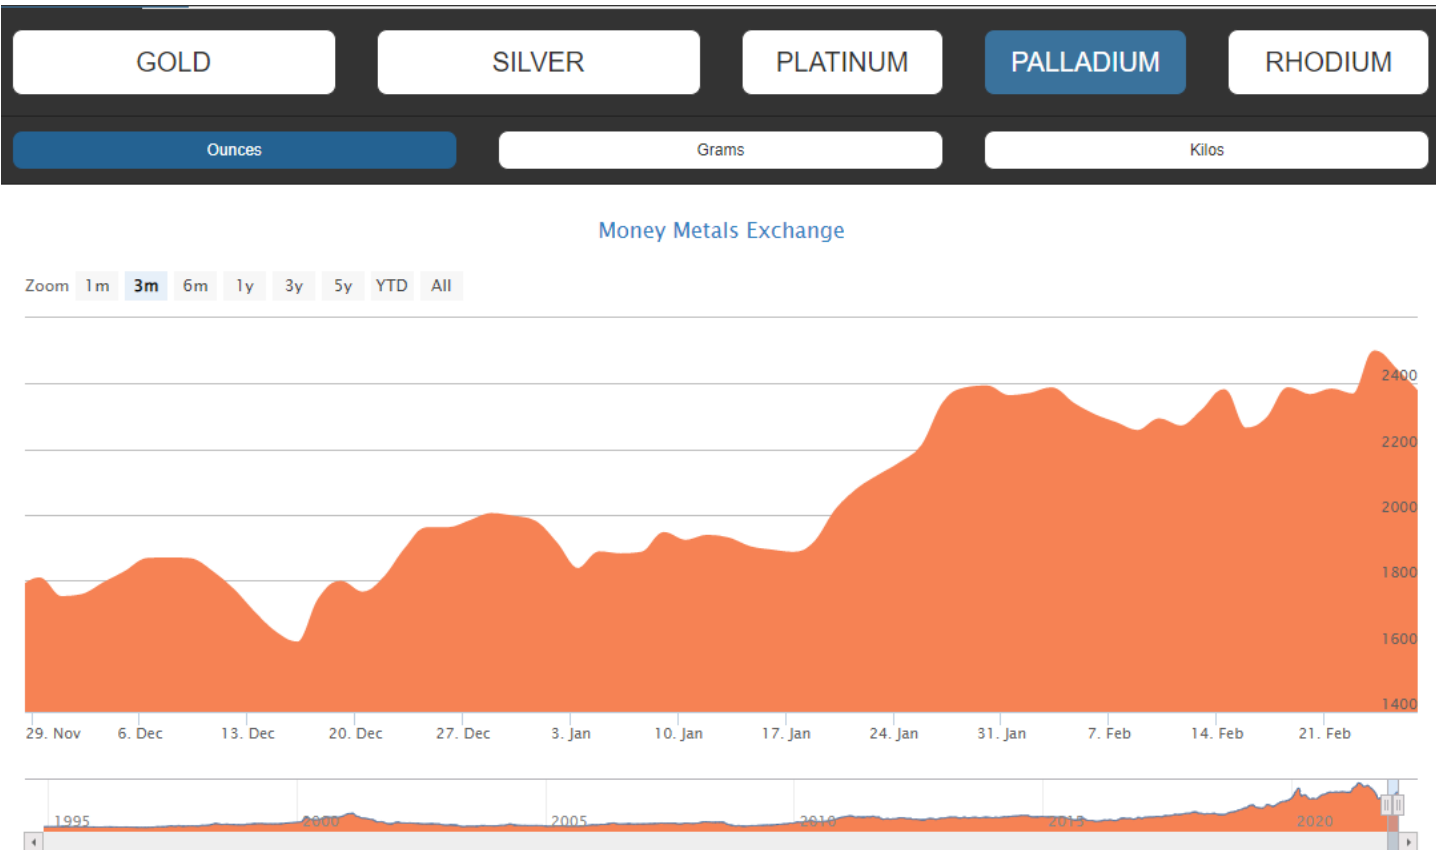 GOLD SILVER PLATINUM PALLADIUM RHODIUM
Ounces Grams Kilos
Money Metals Exchange
Zoom 1m 3m 6m 1y 3y 5y YTD All
2400
2200
2000
1800
1600
1400
29. Nov 6. Dec 13. Dec 20. Dec 27. Dec 3. Jan 10. Jan 17. Jan 24. Jan 31. Jan 7. Feb 14. Feb 21. Feb
1995 2000 2005 2010 2015 2020